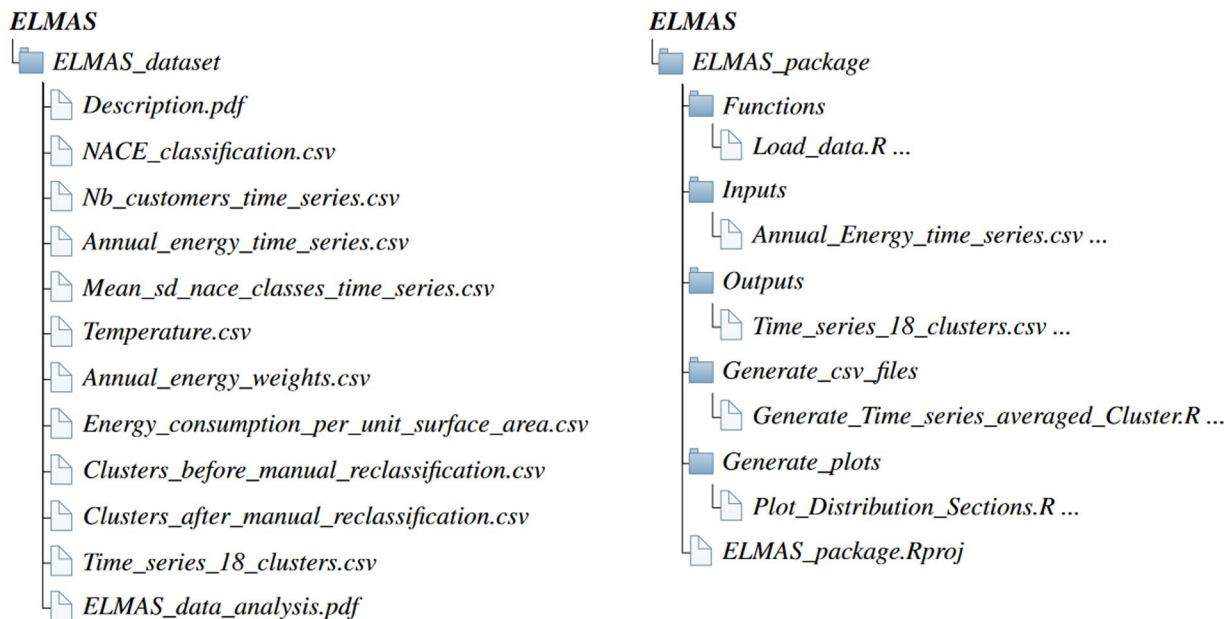 ELMAS
ELMAS_dataset
Description.pdf
NACE_classification.csv
Nb_customers_time_series.csv
Annual_energy_time_series.csv
Mean_sd_nace_classes_time_series.csv
Temperature.csv
Annual_energy_weights.csv
Energy_consumption_per_unit_surface_area.csv
Clusters_before_manual_reclassification.csv
Clusters_after_manual_reclassification.csv
Time_series_18_clusters.csv
ELMAS_data_analysis.pdf
ELMAS
ELMAS_package
Functions
Load_data.R ...
Inputs
Annual_Energy_time_series.csv ...
Outputs
Time_series_18_clusters.csv ...
Generate_csv_files
Generate_Time_series_averaged_Cluster.R ...
Generate_plots
Plot_Distribution_Sections.R ...
ELMAS_package.Rproj